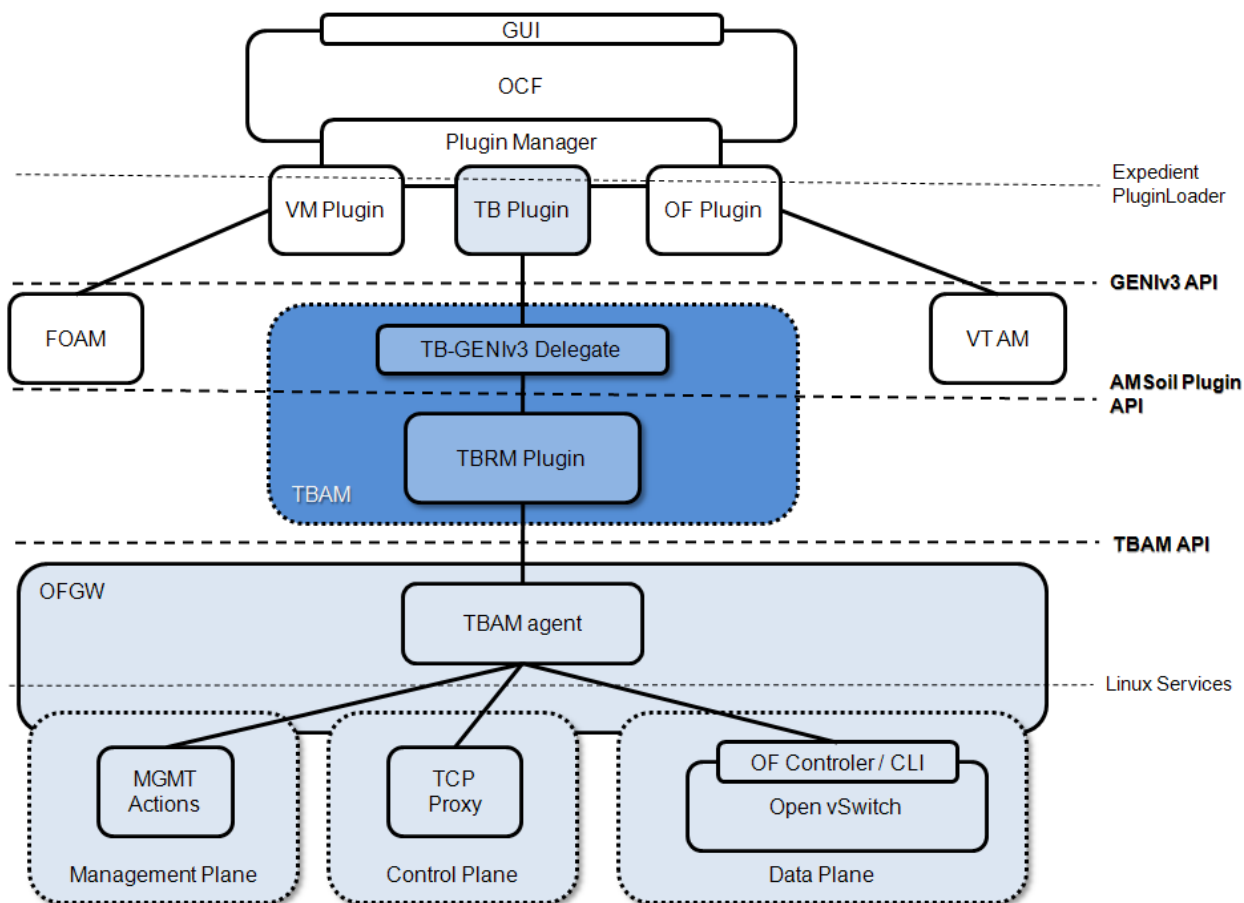 GUI
OCF
Plugin Manager
Expedient
PluginLoader
VM Plugin
TB Plugin
OF Plugin
GENIv3 API
FOAM
TB-GENIv3 Delegate
VT AM
AMSoil Plugin
API
TBRM Plugin
TBAM
TBAM API
OFGW
TBAM agent
Linux Services
MGMT
Actions
TCP
Proxy
OF Controler / CLI
Open vSwitch
Management Plane
Control Plane
Data Plane